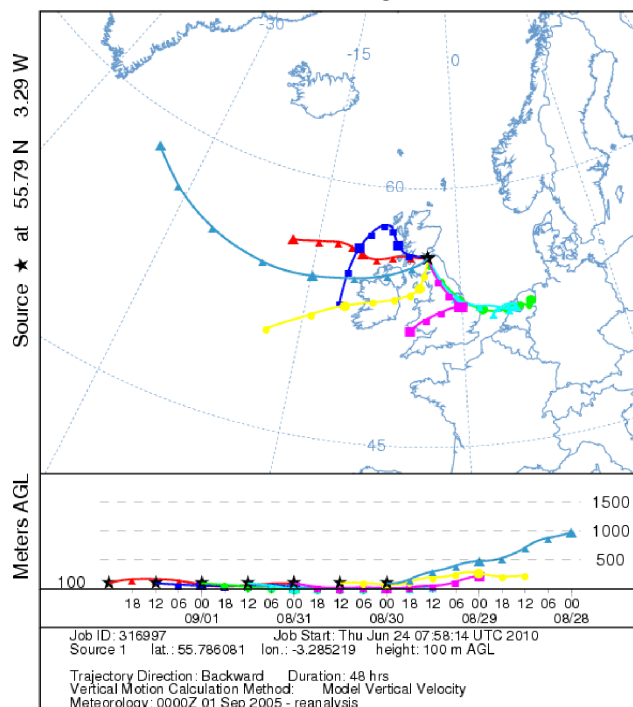 -30
-15
0
60
45
Source ★ at 55.79 N 3.29 W
Meters AGL
1500
1000
500
100
18 12 06 00 18 12 06 00 18 12 06 00 18 12 06 00 18 12 06 00
09/01 08/31 08/30 08/29 08/28
Job ID: 316997 Job Start: Thu Jun 24 07:58:14 UTC 2010
Source 1 lat.: 55.786081 lon.: -3.285219 height: 100 m AGL
Trajectory Direction: Backward Duration: 48 hrs
Vertical Motion Calculation Method: Model Vertical Velocity
Meteorology: 0000Z 01 Sep 2005 - reanalysis